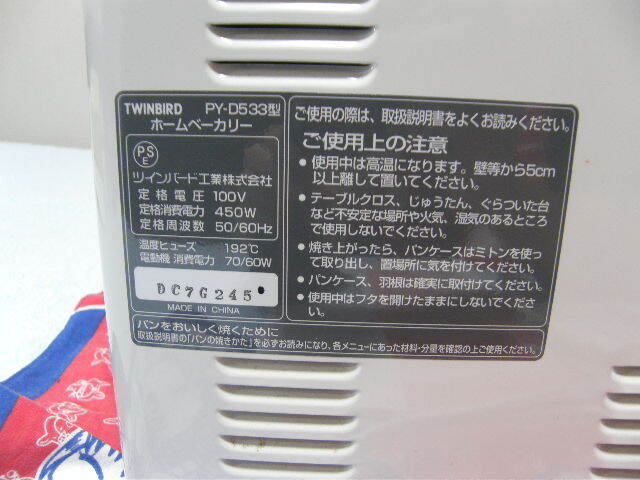 TWINBIRD PY-D533型
ホームベーカリー
PS
E
ツインバード工業株式会社
定格電圧 100V
定格消費電力 450W
定格周波数 50/60Hz
温度ヒューズ 192℃
電動機 消費電力 70/60W
DC7G245
MADE IN CHINA
ご使用の際は、取扱説明書をよくお読みください。
ご使用上の注意
●使用中は高温になります。壁等から5cm
以上離して置いてください。
●テーブルクロス、じゅうたん、ぐらついた台
など不安定な場所や火気、湿気のあるところ
で使用しないでください。
●焼き上がったら、パンケースはミトンを使っ
て取り出し、置場所に気を付けてください。
●パンケース、羽根は確実に取付けてください。
●使用中はフタを開けたままにしないでください。
パンをおいしく焼くために
取扱説明書の「パンの焼きかた」を必ずお読みになり、各メニューにあった材料・分量を確認の上ご使用ください。